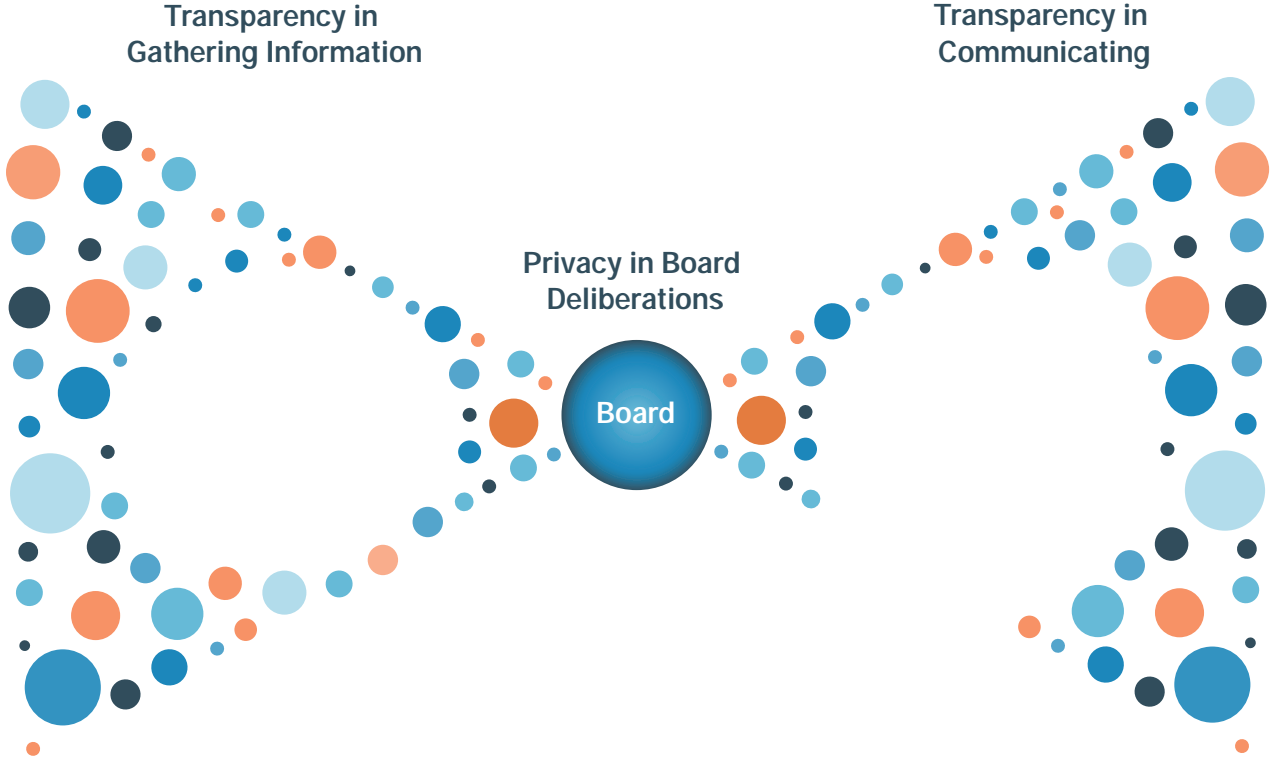 Transparency in
Gathering Information
Transparency in
Communicating
Privacy in Board
Deliberations
Board